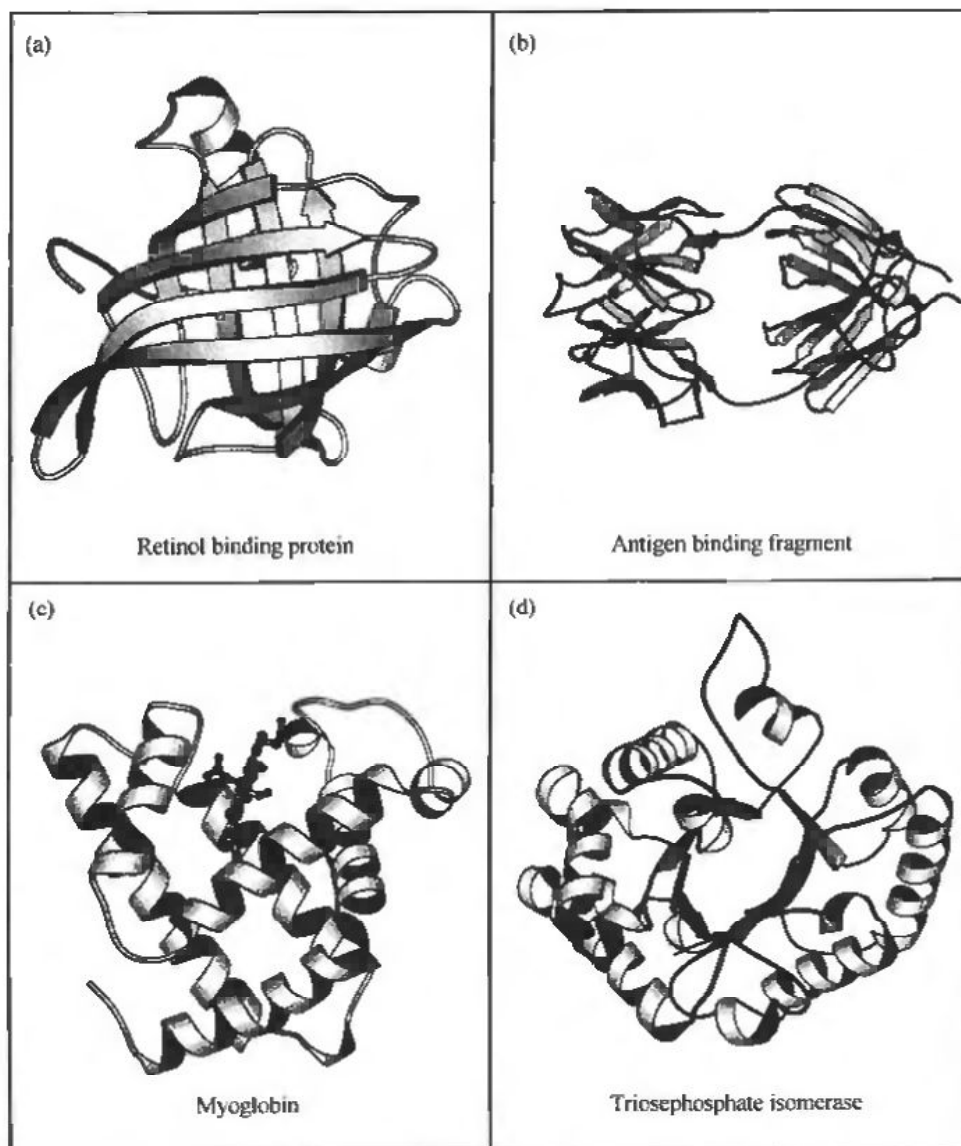 (a)
(b)
Retinol binding protein
Antigen binding fragment
(c)
(d)
Myoglobin
Triosephosphate isomerase